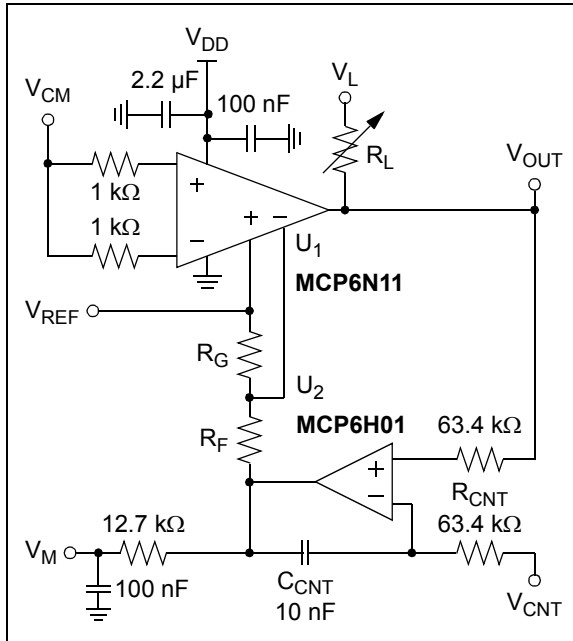 V_DD
V_L
2.2 µF
V_CM
100 nF
R_L
V_OUT
1 kΩ
+
1 kΩ
+ −
−
U_1
MCP6N11
V_REF
R_G
U_2
MCP6H01
R_F
63.4 kΩ
+
R_CNT
−
12.7 kΩ
63.4 kΩ
V_M
100 nF
C_CNT
10 nF
V_CNT